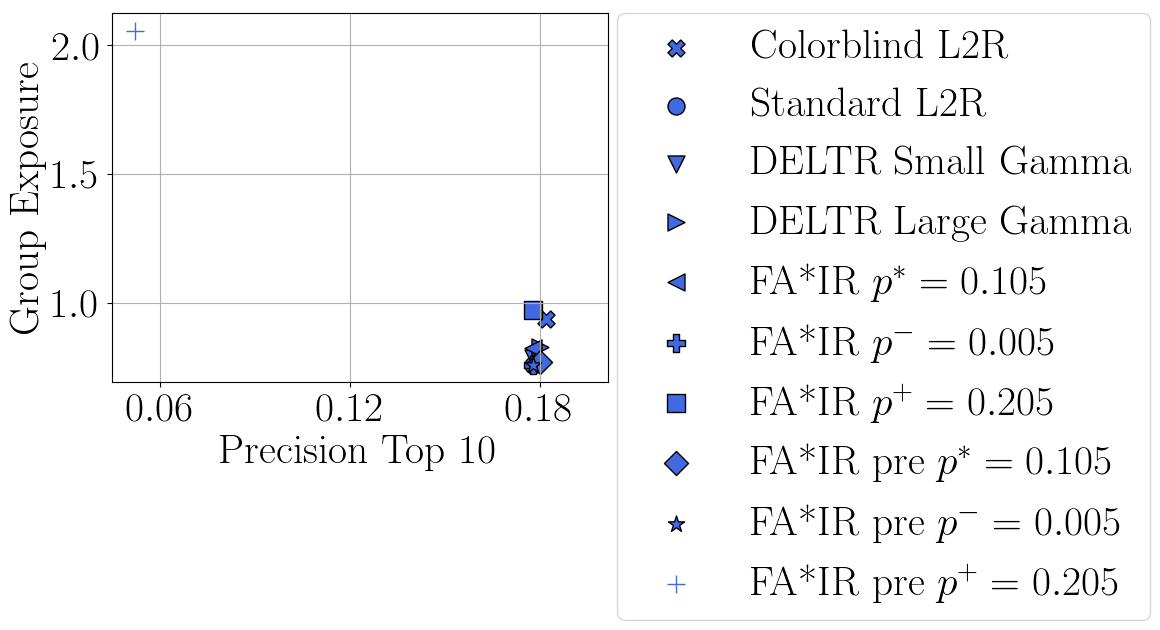 2.0
1.5
1.0
Group Exposure
0.06 0.12 0.18
Precision Top 10
Colorblind L2R
Standard L2R
DELTR Small Gamma
DELTR Large Gamma
FA*IR p* = 0.105
FA*IR p⁻ = 0.005
FA*IR p⁺ = 0.205
FA*IR pre p* = 0.105
FA*IR pre p⁻ = 0.005
FA*IR pre p⁺ = 0.205